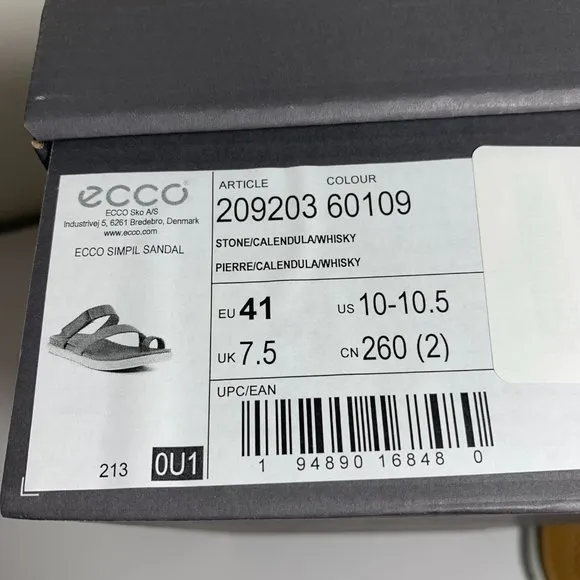 ecco
ECCO Sko A/S
Industrivej 5, 6261 Bredebro, Denmark
www.ecco.com
ECCO SIMPIL SANDAL
213 0U1
ARTICLE COLOUR
209203 60109
STONE/CALENDULA/WHISKY
PIERRE/CALENDULA/WHISKY
EU 41 US 10-10.5
UK 7.5 CN 260 (2)
UPC/EAN
1 94890 16848 0